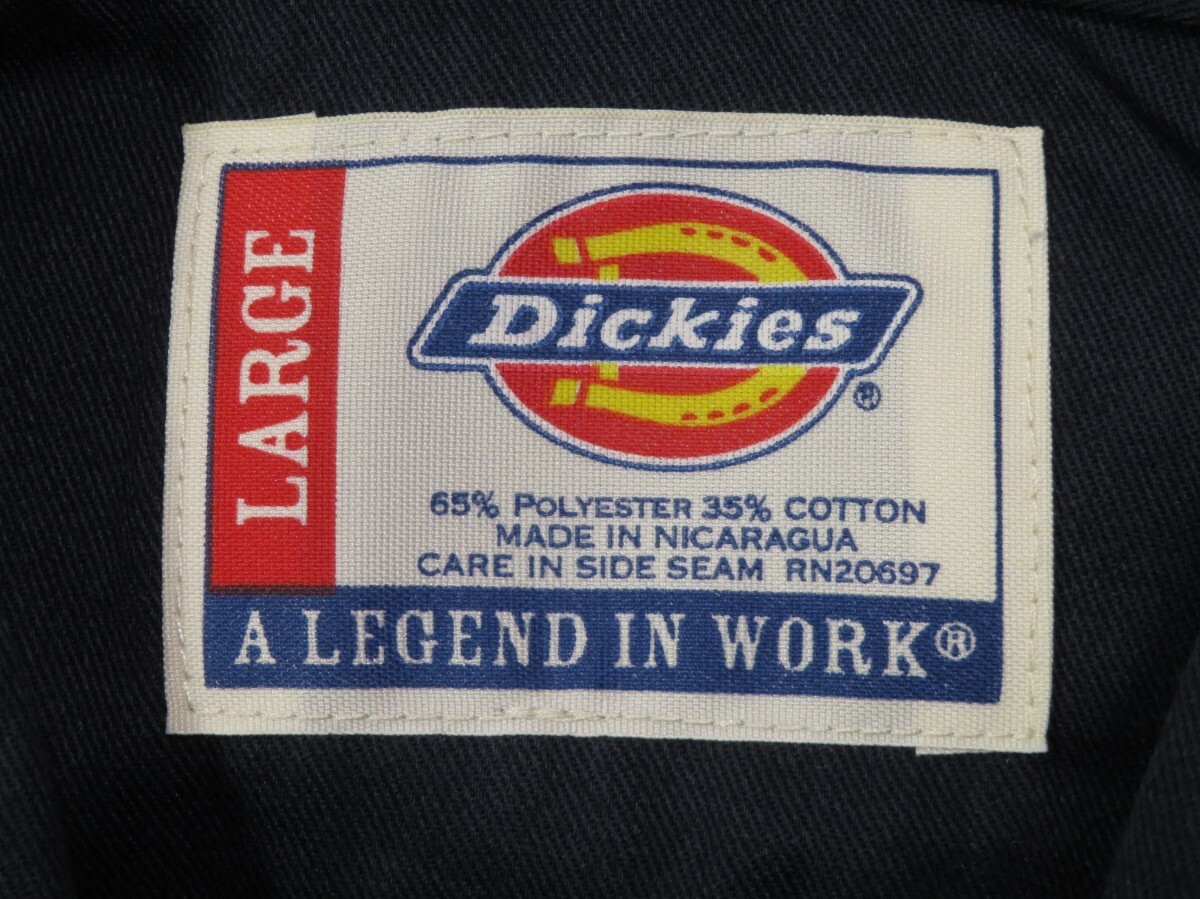 LARGE
Dickies®
65% POLYESTER 35% COTTON
MADE IN NICARAGUA
CARE IN SIDE SEAM RN20697
A LEGEND IN WORK®